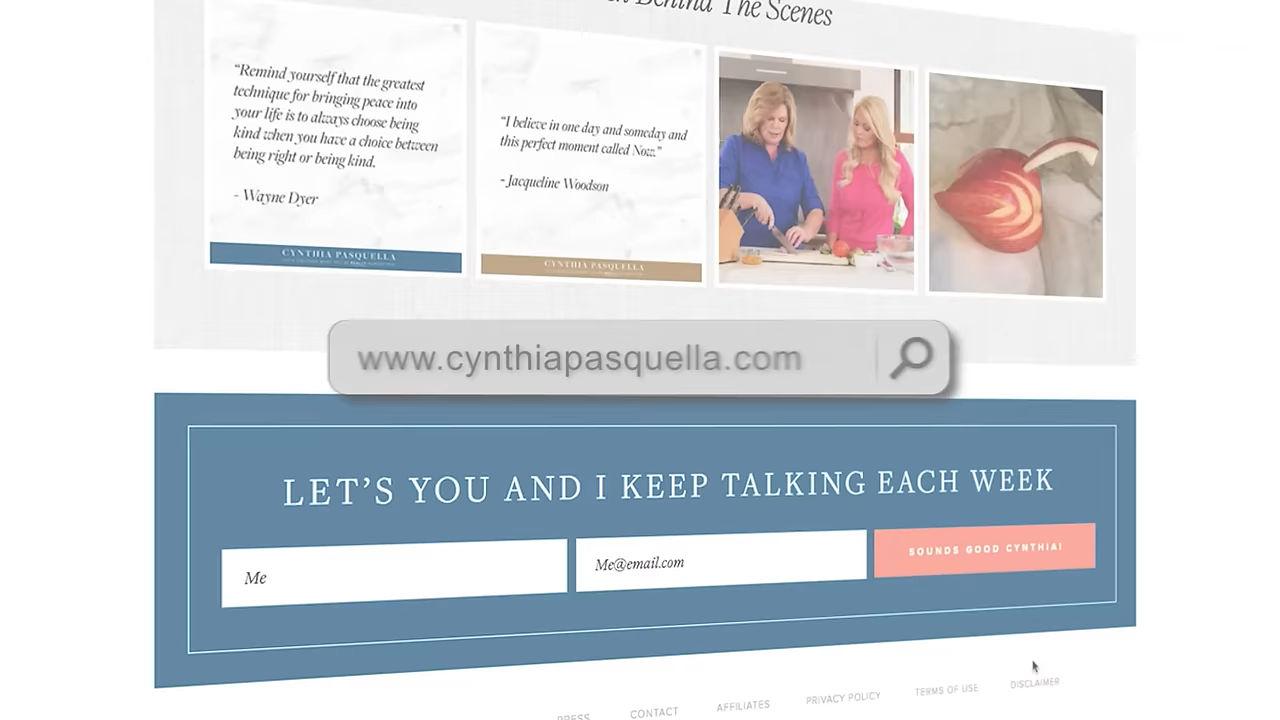 Behind The Scenes
“Remind yourself that the greatest
technique for bringing peace into
your life is to always choose being
kind when you have a choice between
being right or being kind.
- Wayne Dyer
CYNTHIA PASQUELLA
“I believe in one day and someday and
this perfect moment called Now.”
- Jacqueline Woodson
CYNTHIA PASQUELLA
www.cynthiapasquella.com
LET’S YOU AND I KEEP TALKING EACH WEEK
Me
Me@email.com
SOUNDS GOOD CYNTHIA!
PRESS
CONTACT
AFFILIATES
PRIVACY POLICY
TERMS OF USE
DISCLAIMER